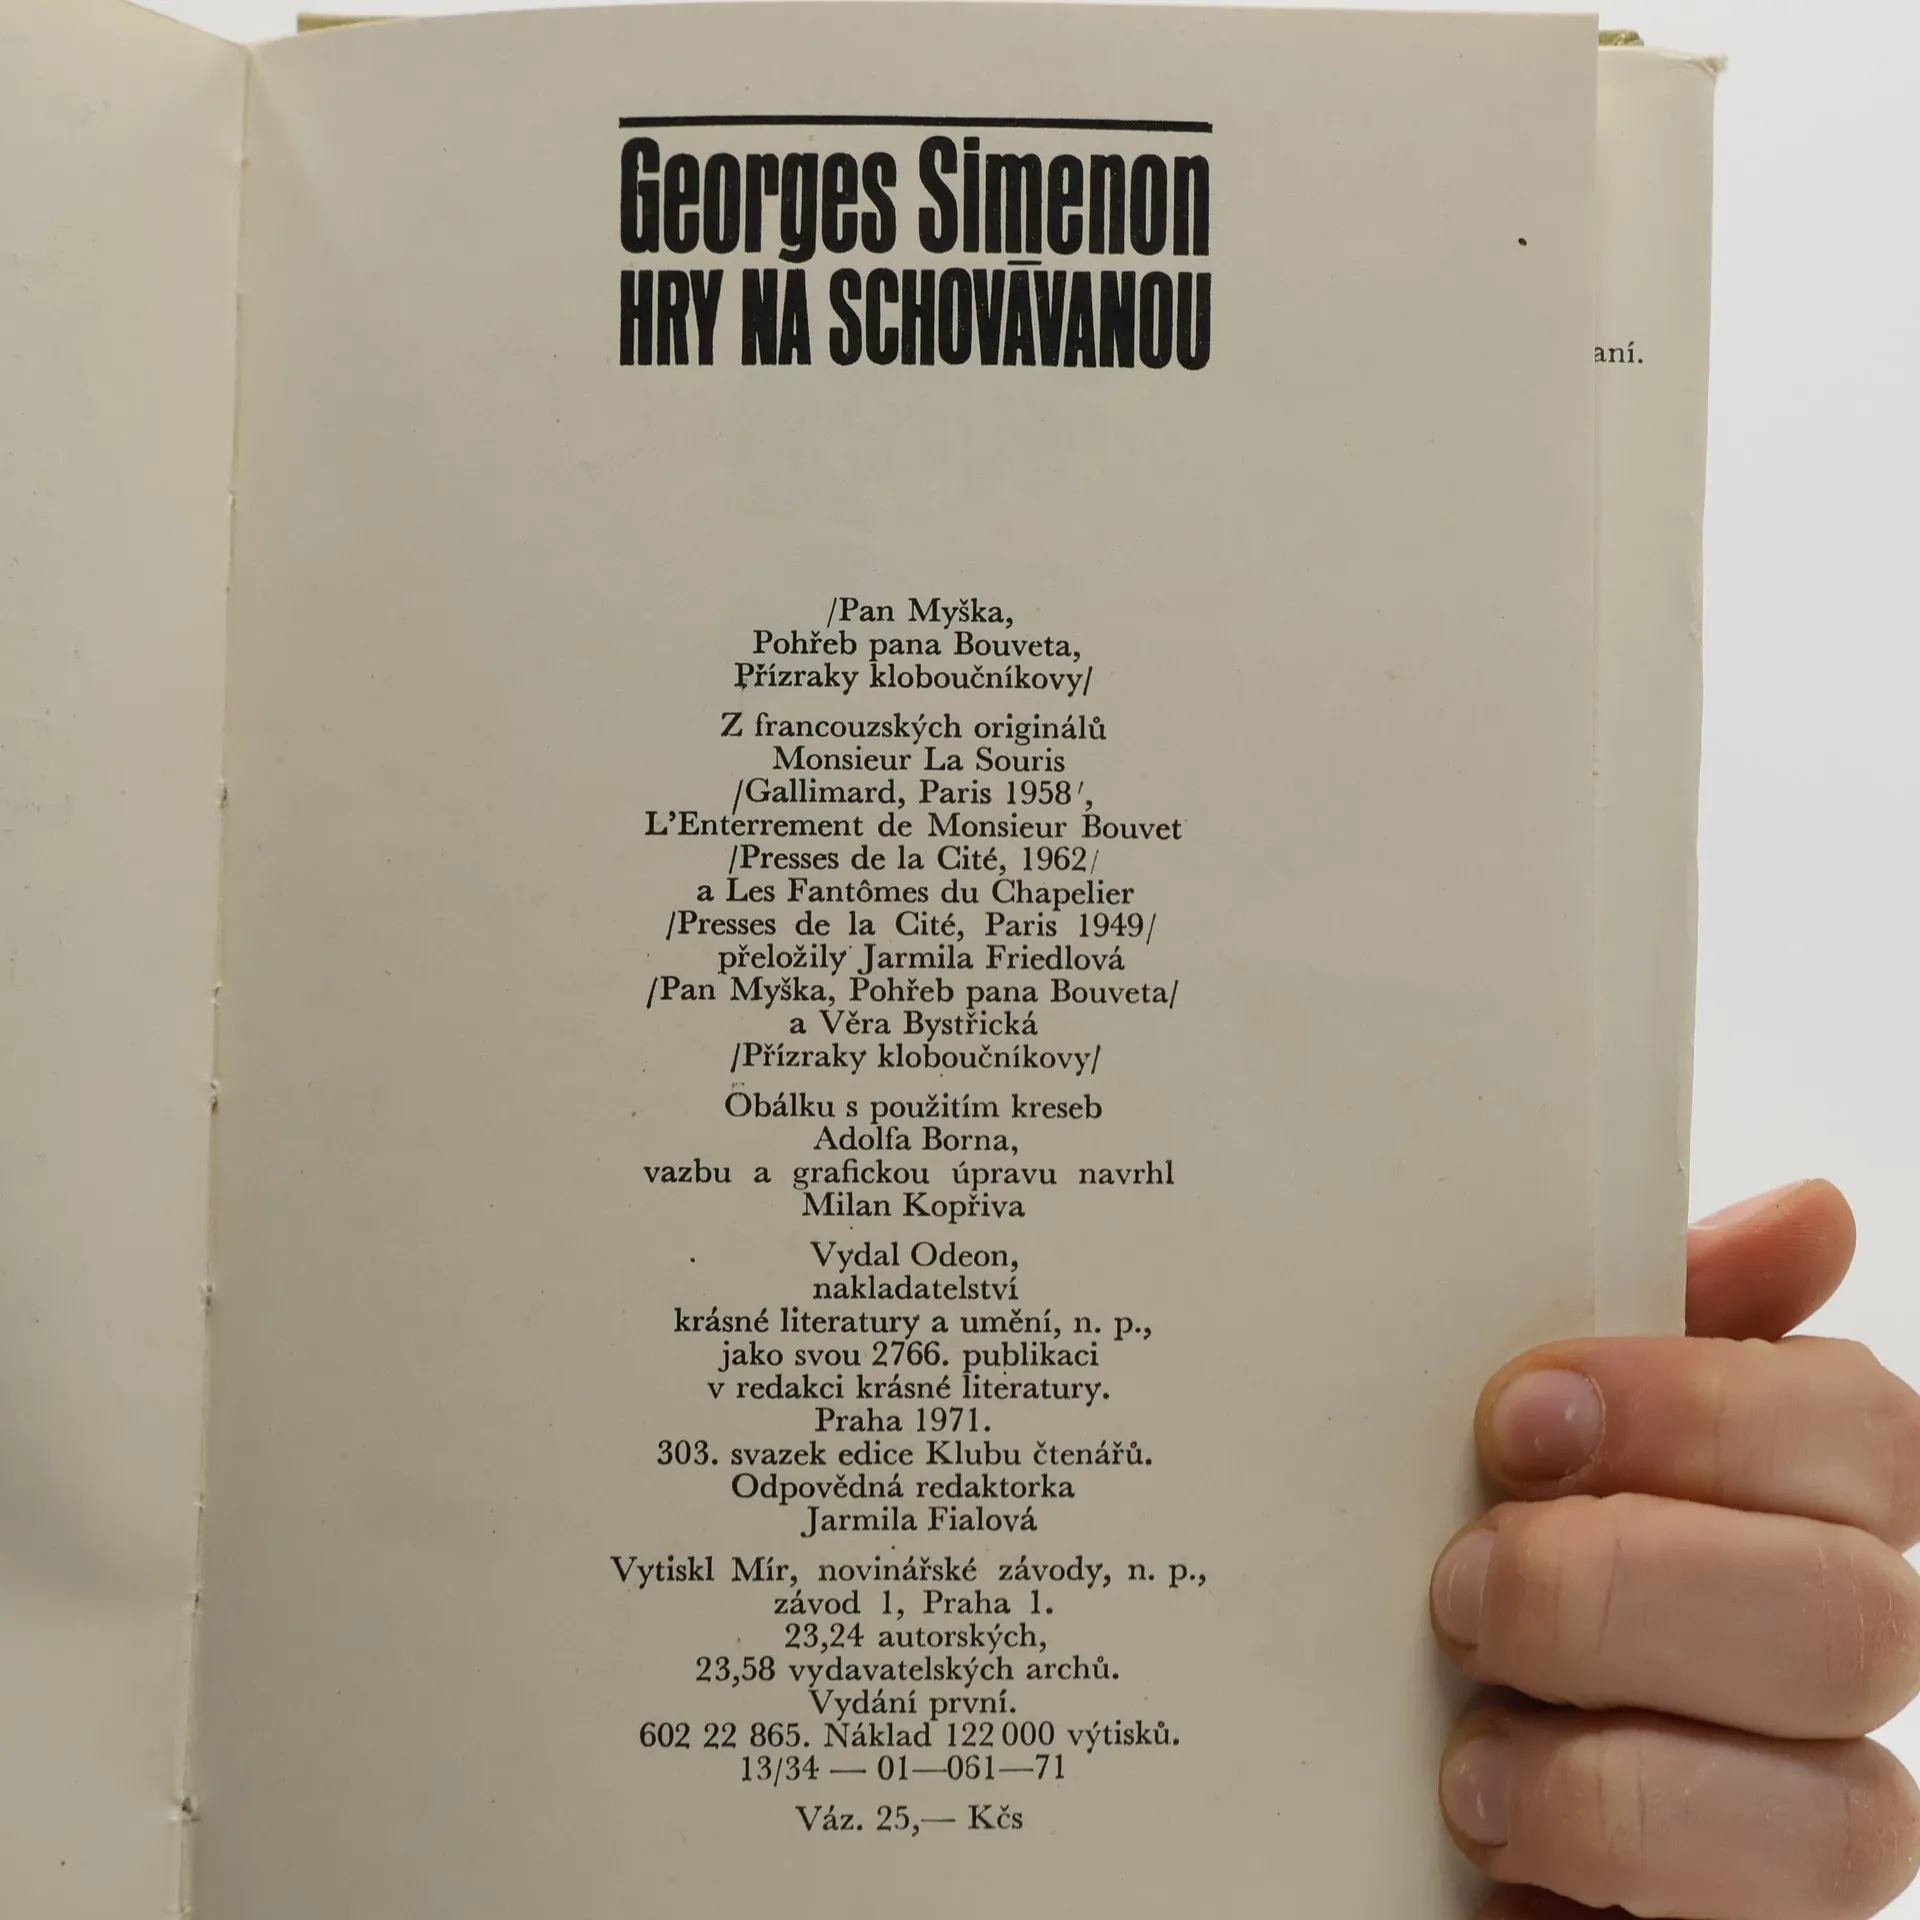 Georges Simenon
HRY NA SCHOVÁVANOU
aní.
/Pan Myška,
Pohřeb pana Bouveta,
Přízraky kloboučníkovy/
Z francouzských originálů
Monsieur La Souris
/Gallimard, Paris 1958/,
L'Enterrement de Monsieur Bouvet
/Presses de la Cité, 1962/
a Les Fantômes du Chapelier
/Presses de la Cité, Paris 1949/
přeložily Jarmila Friedlová
/Pan Myška, Pohřeb pana Bouveta/
a Věra Bystřická
/Přízraky kloboučníkovy/
Obálku s použitím kreseb
Adolfa Borna,
vazbu a grafickou úpravu navrhl
Milan Kopřiva
Vydal Odeon,
nakladatelství
krásné literatury a umění, n. p.,
jako svou 2766. publikaci
v redakci krásné literatury.
Praha 1971.
303. svazek edice Klubu čtenářů.
Odpovědná redaktorka
Jarmila Fialová
Vytiskl Mír, novinářské závody, n. p.,
závod 1, Praha 1.
23,24 autorských,
23,58 vydavatelských archů.
Vydání první.
602 22 865. Náklad 122 000 výtisků.
13/34 — 01—061—71
Váz. 25,— Kčs